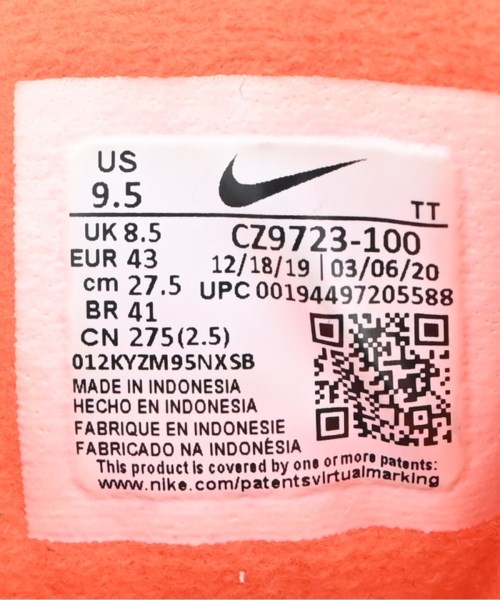 US
9.5
TT
UK 8.5
EUR 43
cm 27.5
BR 41
CN 275(2.5)
CZ9723-100
12/18/19 | 03/06/20
UPC 00194497205588
012KYZM95NXSB
MADE IN INDONESIA
HECHO EN INDONESIA
FABRIQUE EN INDONESIE
FABRICADO NA INDONÉSIA
This product is covered by one or more patents:
www.nike.com/patentsvirtualmarking